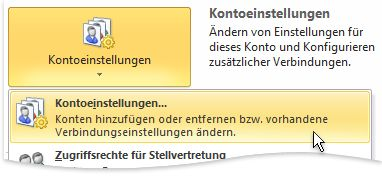 Kontoeinstellungen
Kontoeinstellungen
Ändern von Einstellungen für
dieses Konto und Konfigurieren
zusätzlicher Verbindungen.
Kontoeinstellungen...
Konten hinzufügen oder entfernen bzw. vorhandene
Verbindungseinstellungen ändern.
Zugriffsrechte für Stellvertretung